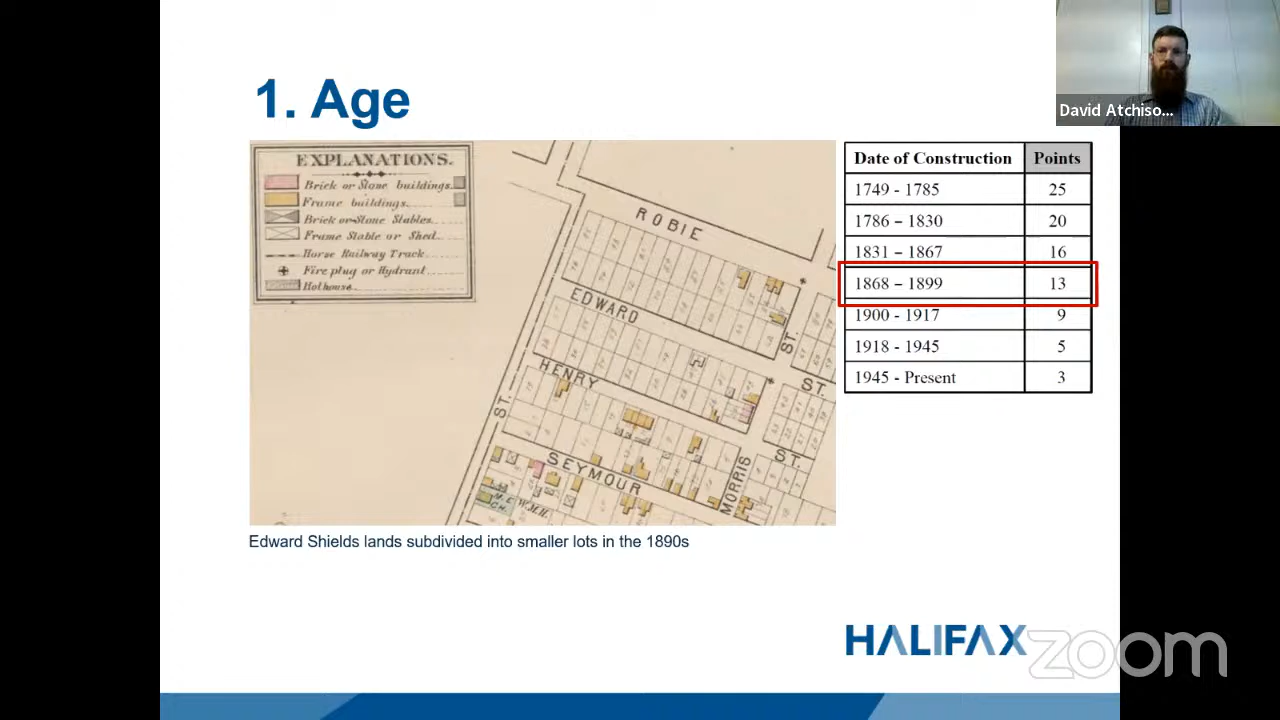 1. Age
David Atchiso...
EXPLANATIONS.
Brick or Stone buildings.
Frame buildings.
Brick or Stone Stables.
Frame Stable or Shed.
Horse Railway Track.
Fire plug or Hydrant
Hothouse.
ROBIE
EDWARD
ST.
HENRY
ST.
ST.
SEYMOUR
ST.
MORRIS
M.E.
CH.
W.M.H.
Date of Construction Points
1749 - 1785 25
1786 – 1830 20
1831 – 1867 16
1868 – 1899 13
1900 - 1917 9
1918 - 1945 5
1945 - Present 3
Edward Shields lands subdivided into smaller lots in the 1890s
HALIFAX
zoom